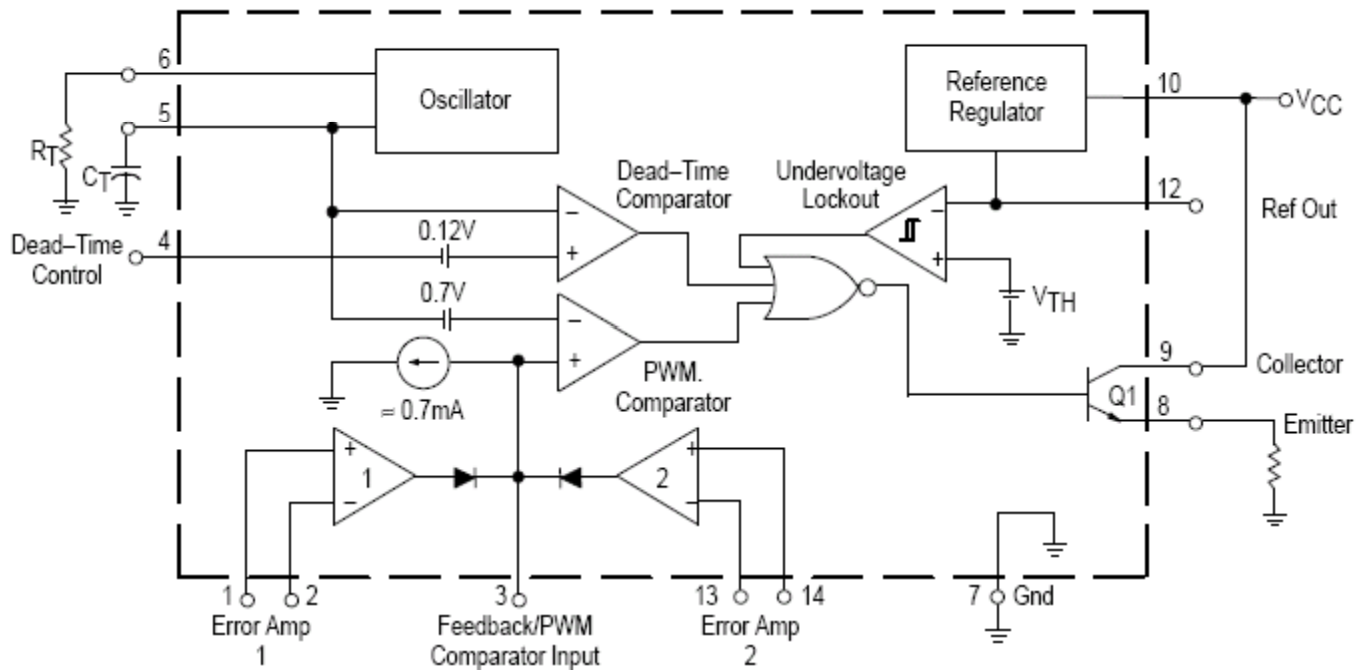 6
Oscillator
Reference
Regulator
10
VCC
5
RT
CT
Dead–Time
Comparator
Undervoltage
Lockout
12
Ref Out
–
+
–
+
Dead–Time
Control
4
0.12V
0.7V
VTH
–
+
≈ 0.7mA
PWM.
Comparator
9
Collector
Q1
8
Emitter
+
1
–
+
2
–
1
2
Error Amp
1
3
Feedback/PWM
Comparator Input
13
14
Error Amp
2
7
Gnd